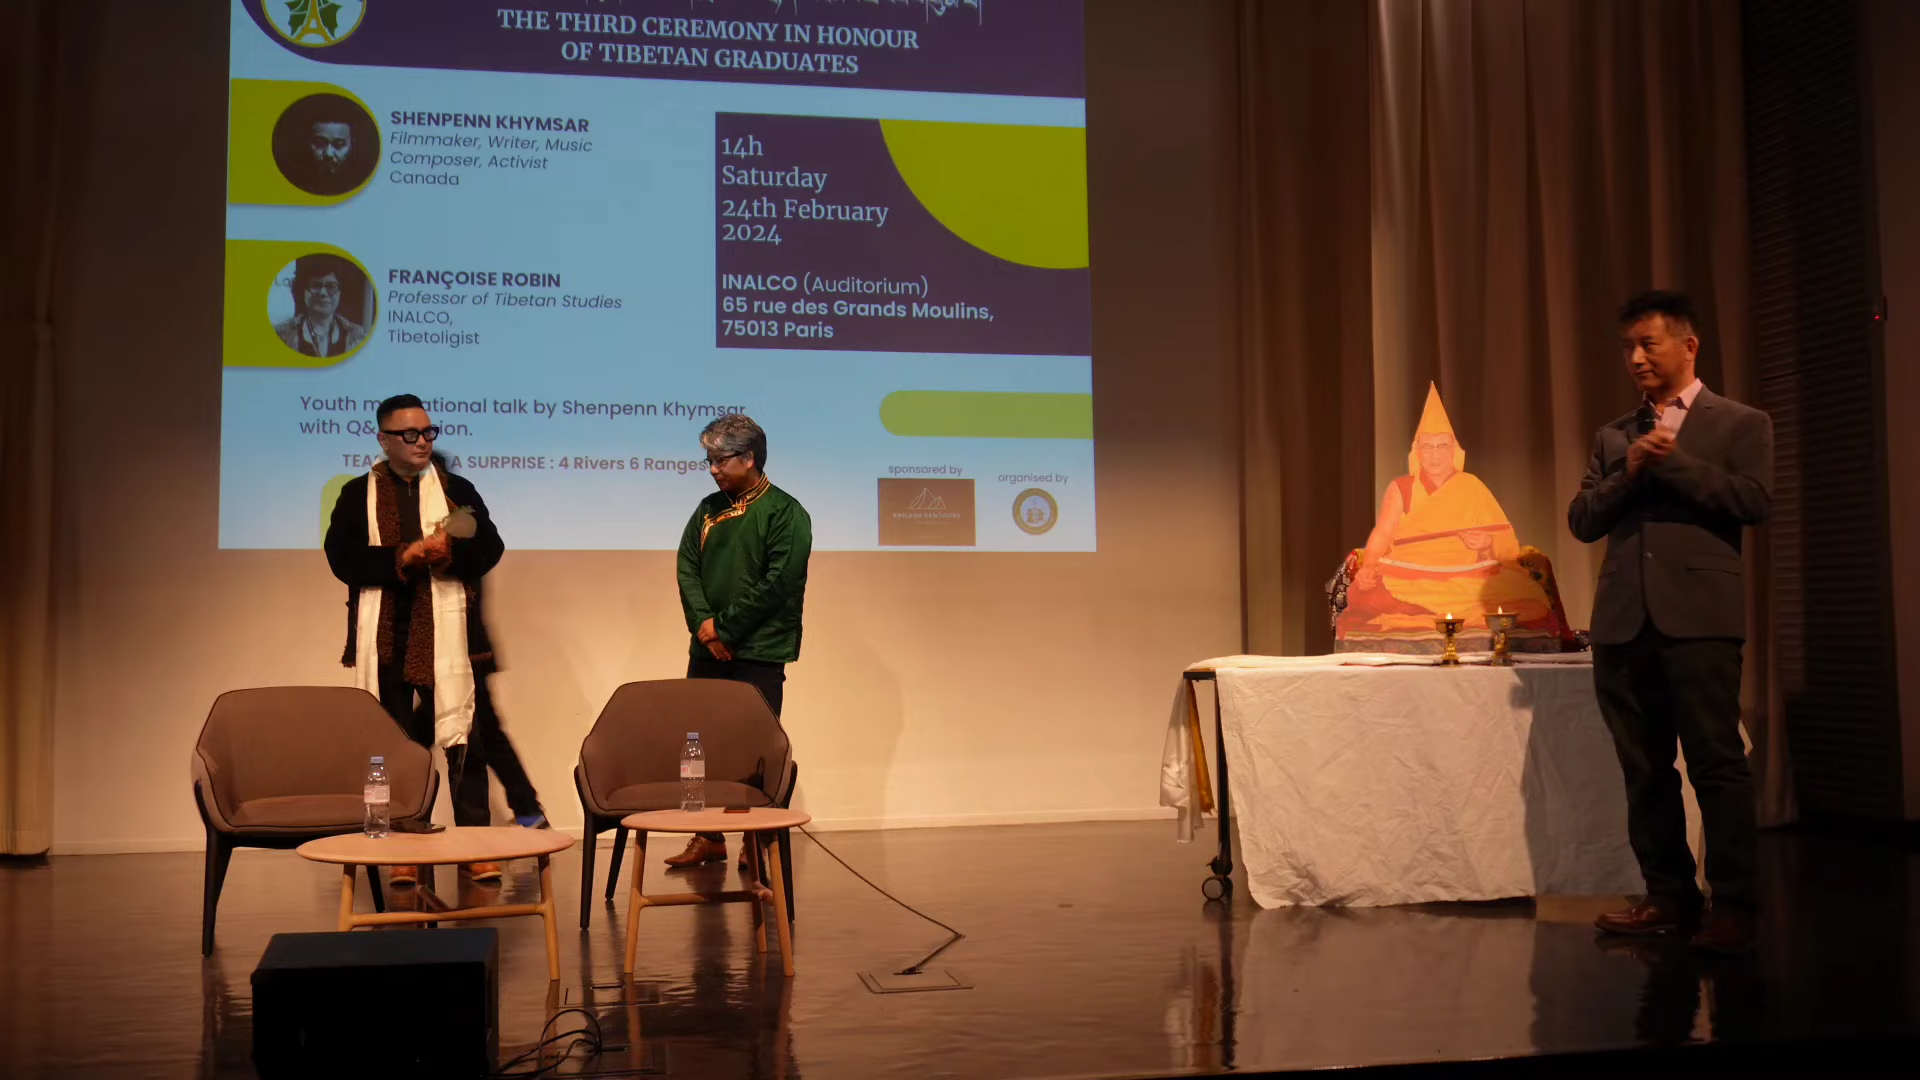 THE THIRD CEREMONY IN HONOUR
OF TIBETAN GRADUATES
SHENPENN KHYMSAR
Filmmaker, Writer, Music
Composer, Activist
Canada
14h
Saturday
24th February
2024
FRANÇOISE ROBIN
Professor of Tibetan Studies
INALCO,
Tibetoligist
INALCO (Auditorium)
65 rue des Grands Moulins,
75013 Paris
Youth talk by Shenpenn Khymsar
with
A SURPRISE : 4 Rivers 6 Ranges
sponsored by
organised by